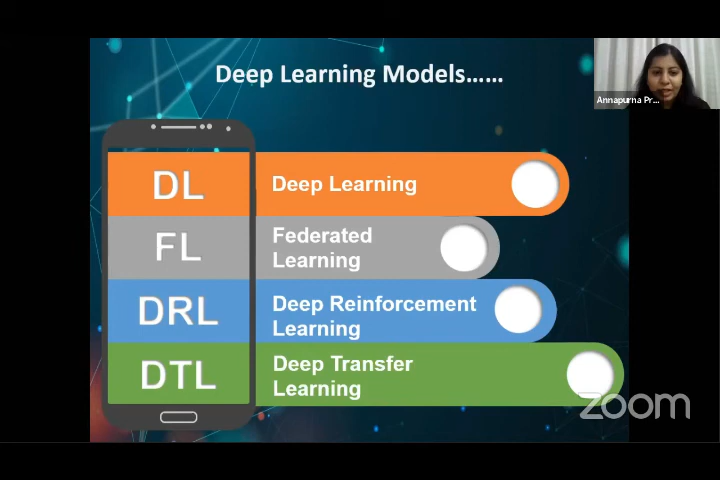 Deep Learning Models......
Annapurna Pr...
DL
Deep Learning
FL
Federated
Learning
DRL
Deep Reinforcement
Learning
DTL
Deep Transfer
Learning
zoom